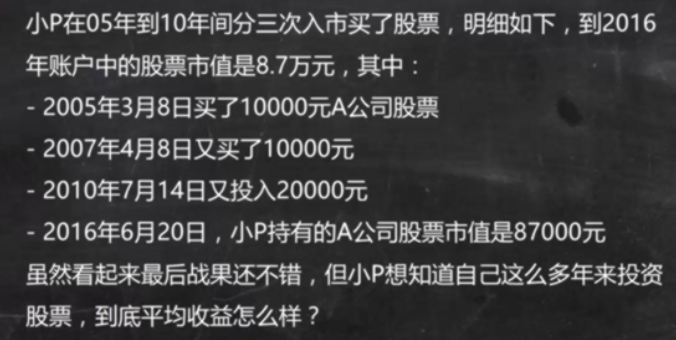 小P在05年到10年间分三次入市买了股票，明细如下，到2016
年账户中的股票市值是8.7万元，其中：
- 2005年3月8日买了10000元A公司股票
- 2007年4月8日又买了10000元
- 2010年7月14日又投入20000元
- 2016年6月20日，小P持有的A公司股票市值是87000元
虽然看起来最后战果还不错，但小P想知道自己这么多年来投资
股票，到底平均收益怎么样？